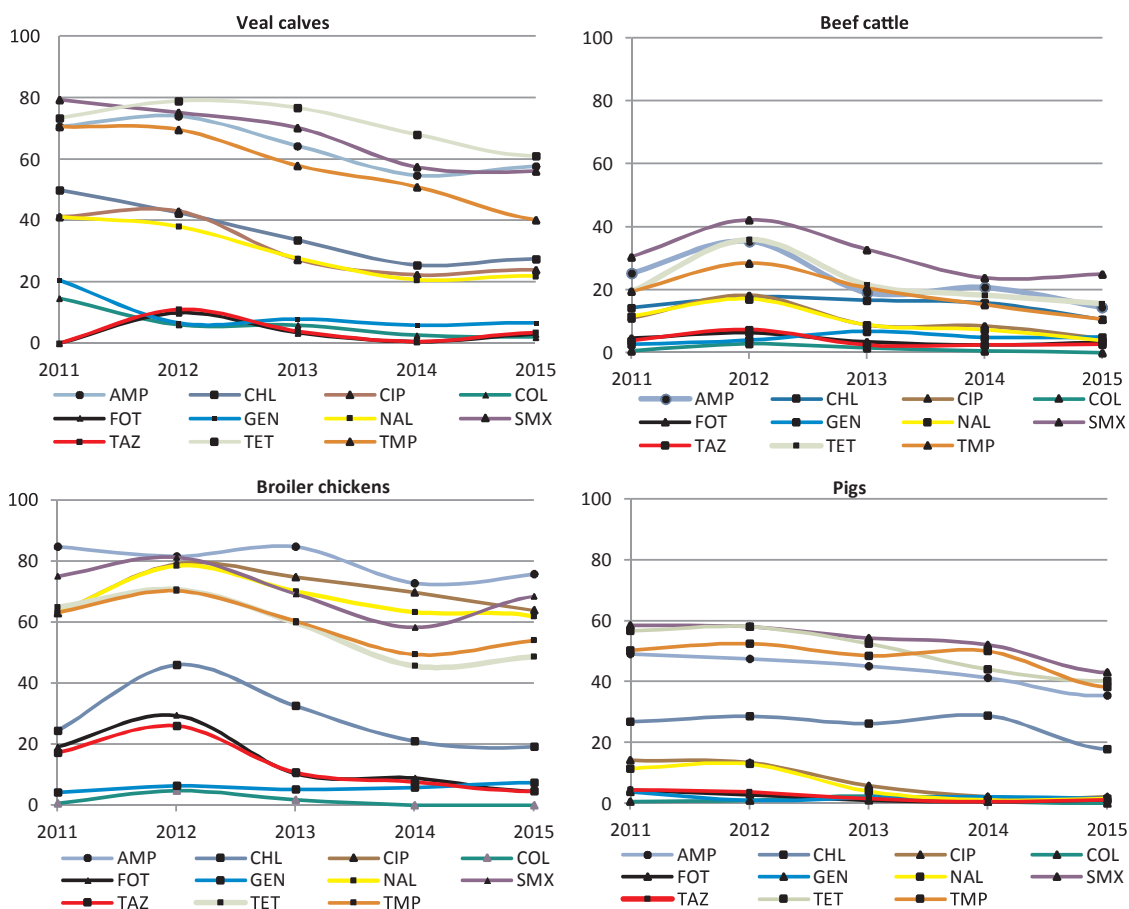 Veal calves
100
80
60
40
20
0
2011 2012 2013 2014 2015
AMP CHL CIP COL
FOT GEN NAL SMX
TAZ TET TMP
Beef cattle
100
80
60
40
20
0
2011 2012 2013 2014 2015
AMP CHL CIP COL
FOT GEN NAL SMX
TAZ TET TMP
Broiler chickens
100
80
60
40
20
0
2011 2012 2013 2014 2015
AMP CHL CIP COL
FOT GEN NAL SMX
TAZ TET TMP
Pigs
100
80
60
40
20
0
2011 2012 2013 2014 2015
AMP CHL CIP COL
FOT GEN NAL SMX
TAZ TET TMP